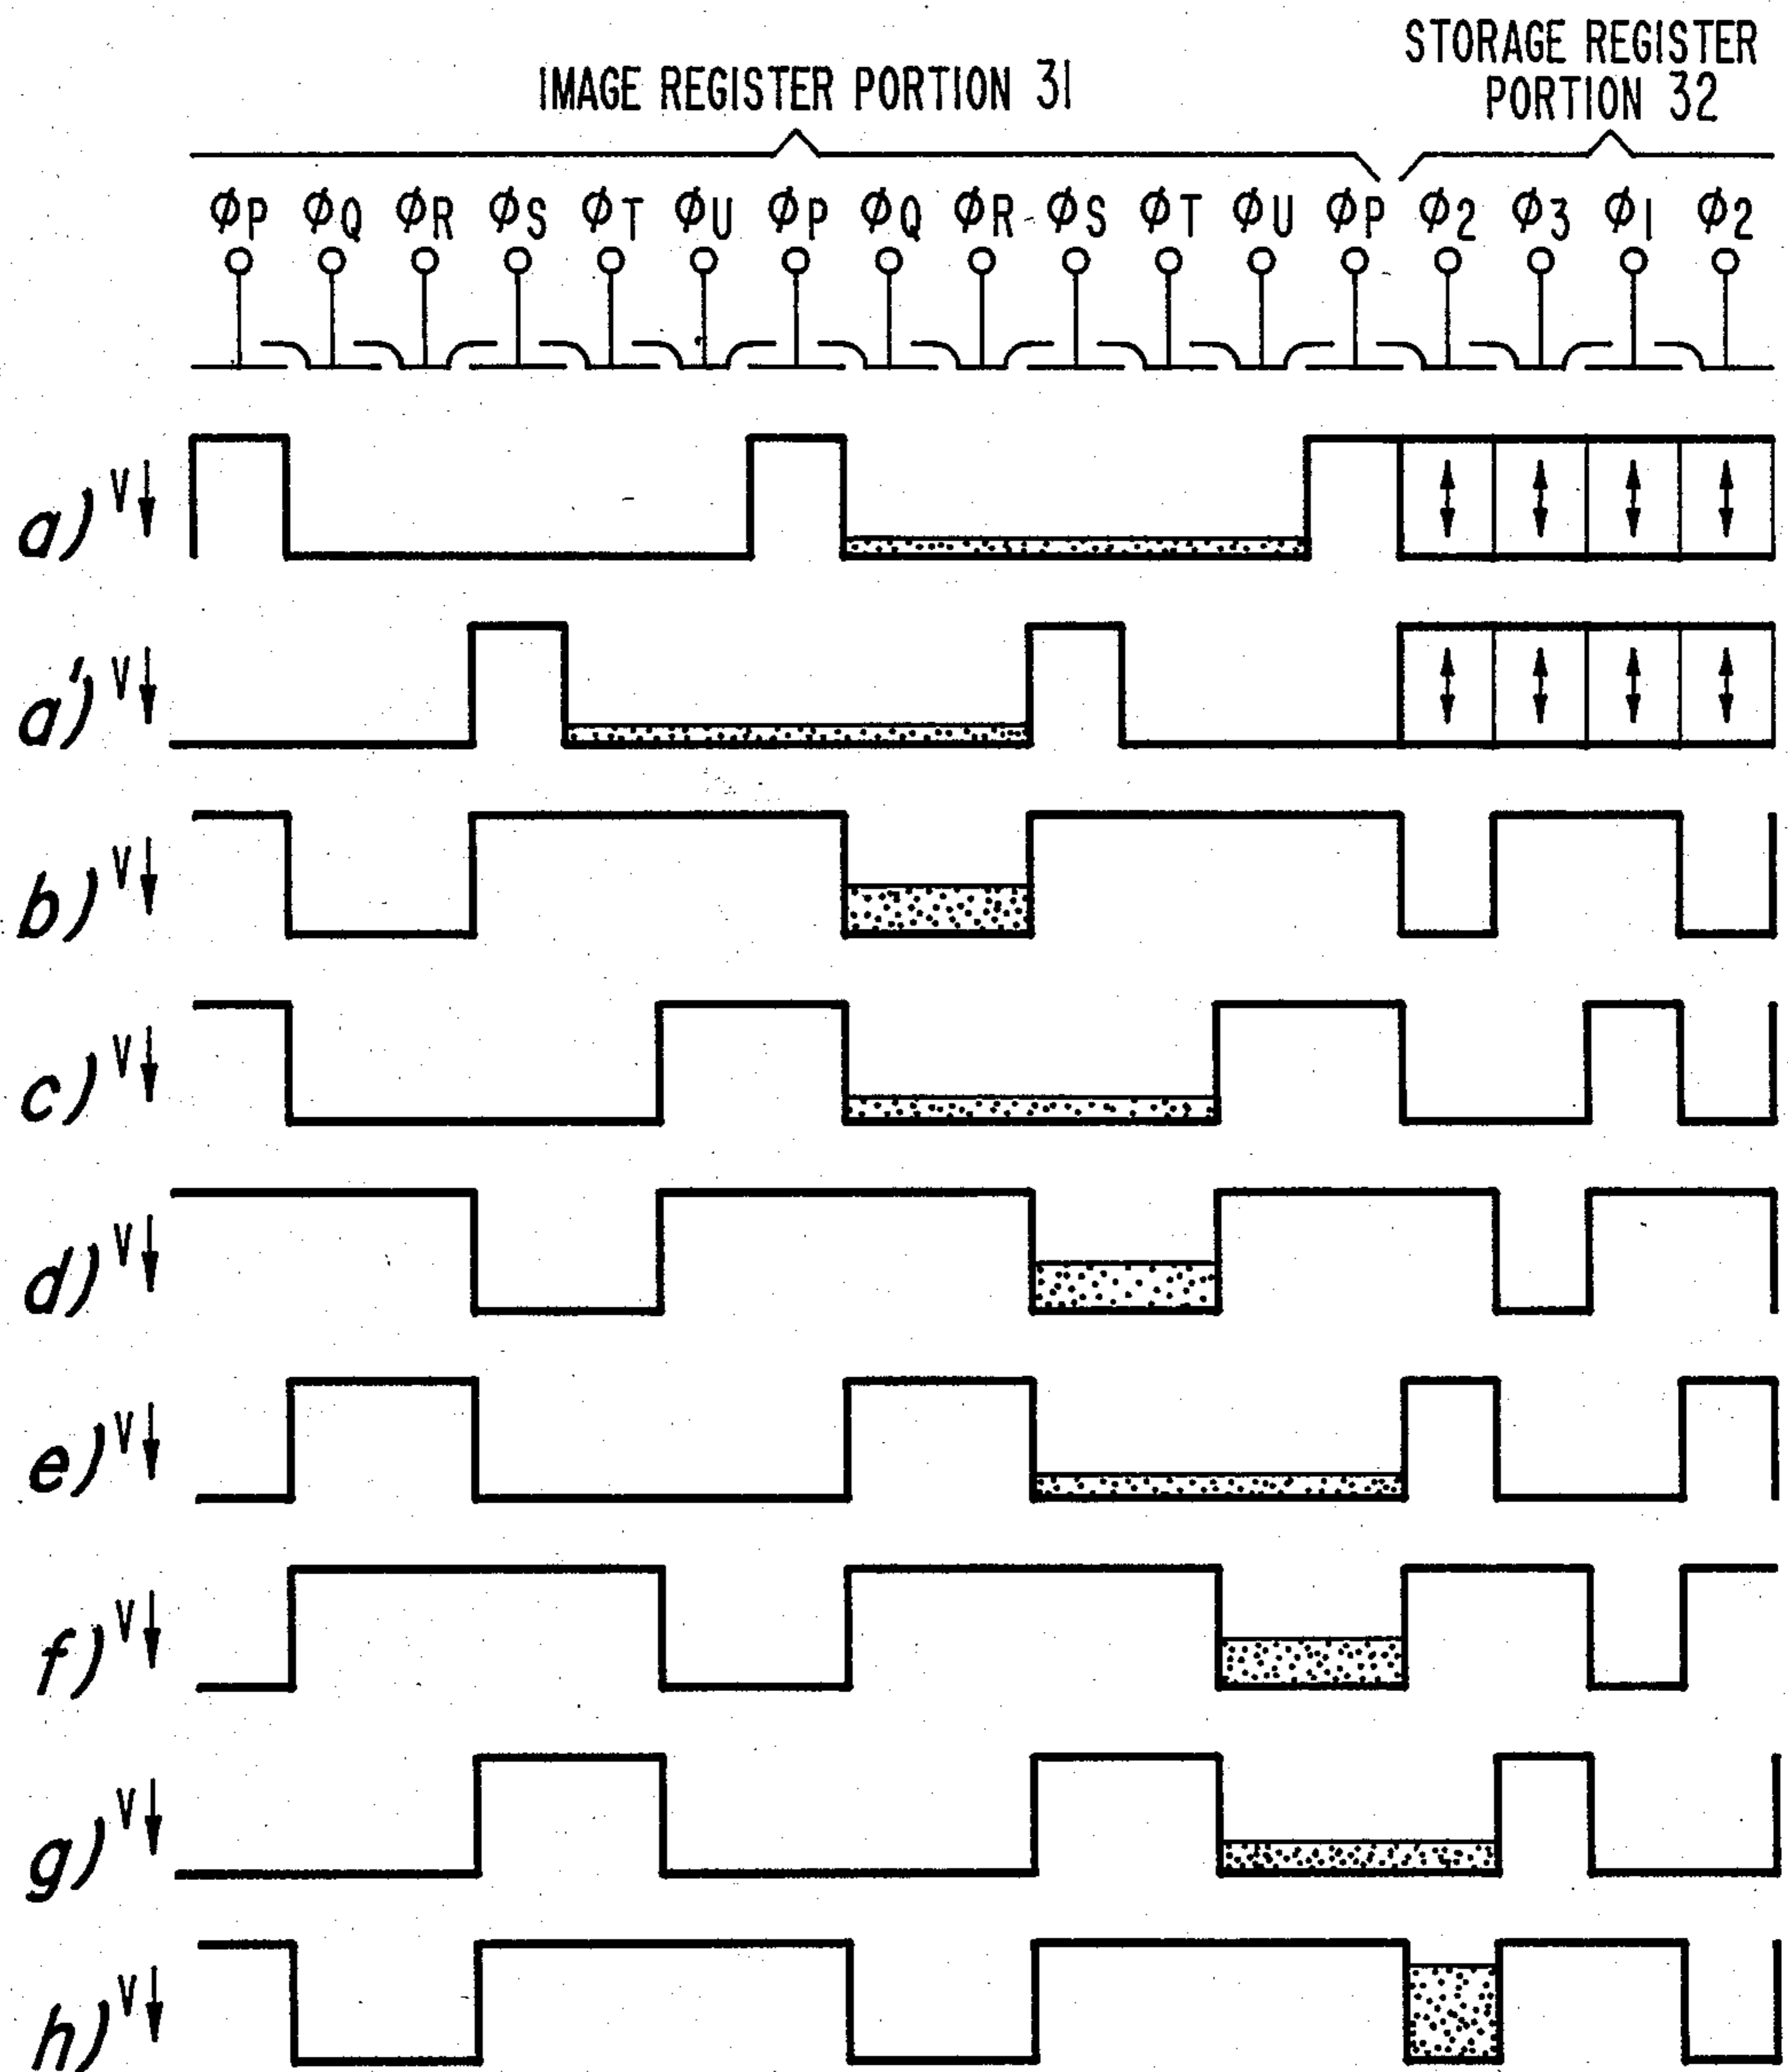 IMAGE REGISTER PORTION 31
STORAGE REGISTER
PORTION 32
ϕP ϕQ ϕR ϕS ϕT ϕU ϕP ϕQ ϕR ϕS ϕT ϕU ϕP ϕ2 ϕ3 ϕ1 ϕ2
a) V
a') V
b) V
c) V
d) V
e) V
f) V
g) V
h) V